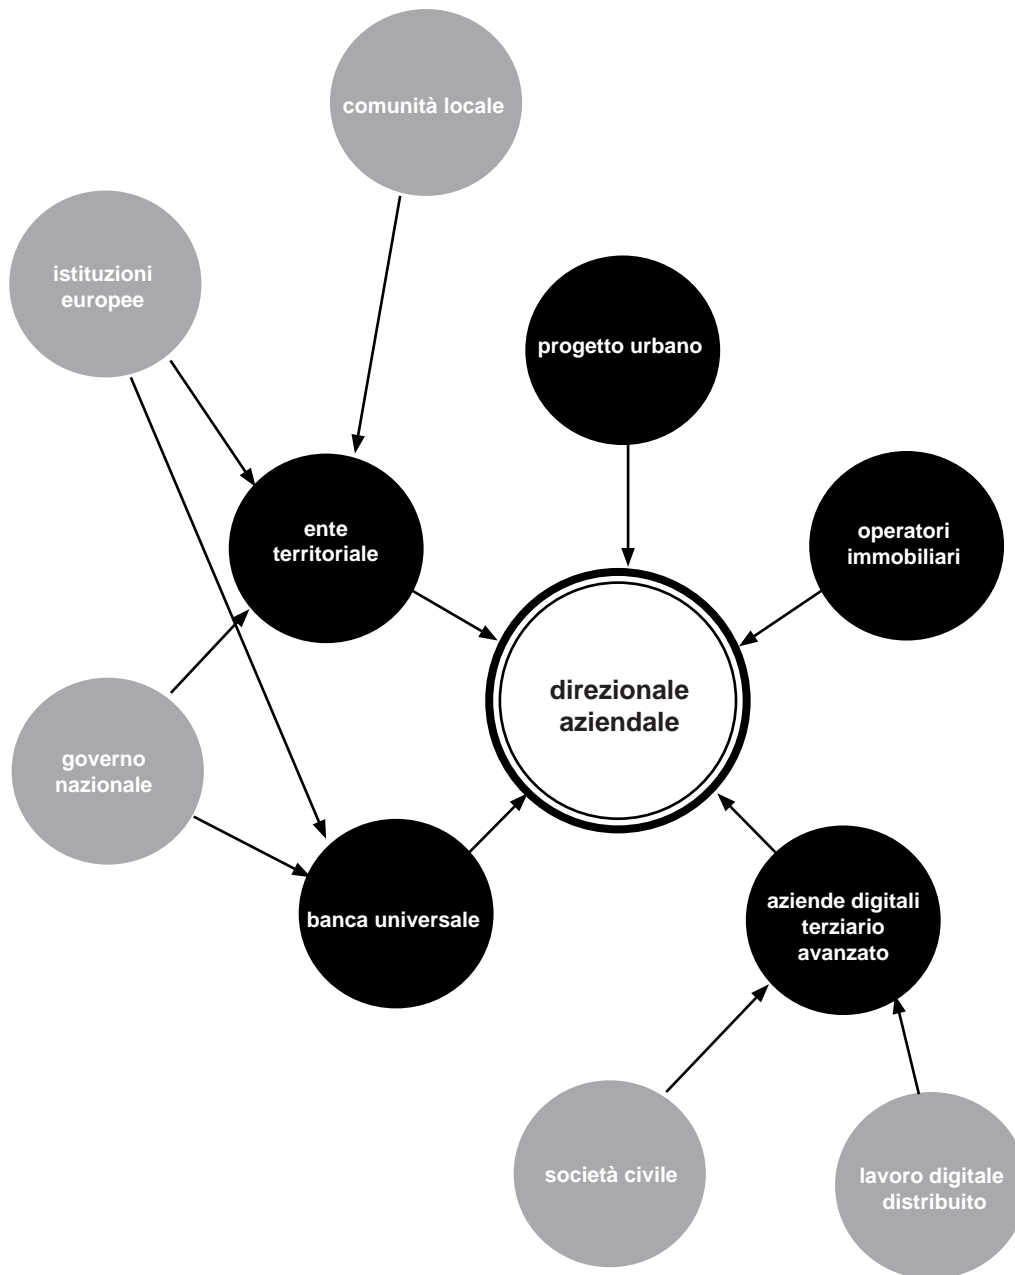 comunità locale
istituzioni
europee
progetto urbano
ente
territoriale
operatori
immobiliari
direzionale
aziendale
governo
nazionale
banca universale
aziende digitali
terziario
avanzato
società civile
lavoro digitale
distribuito